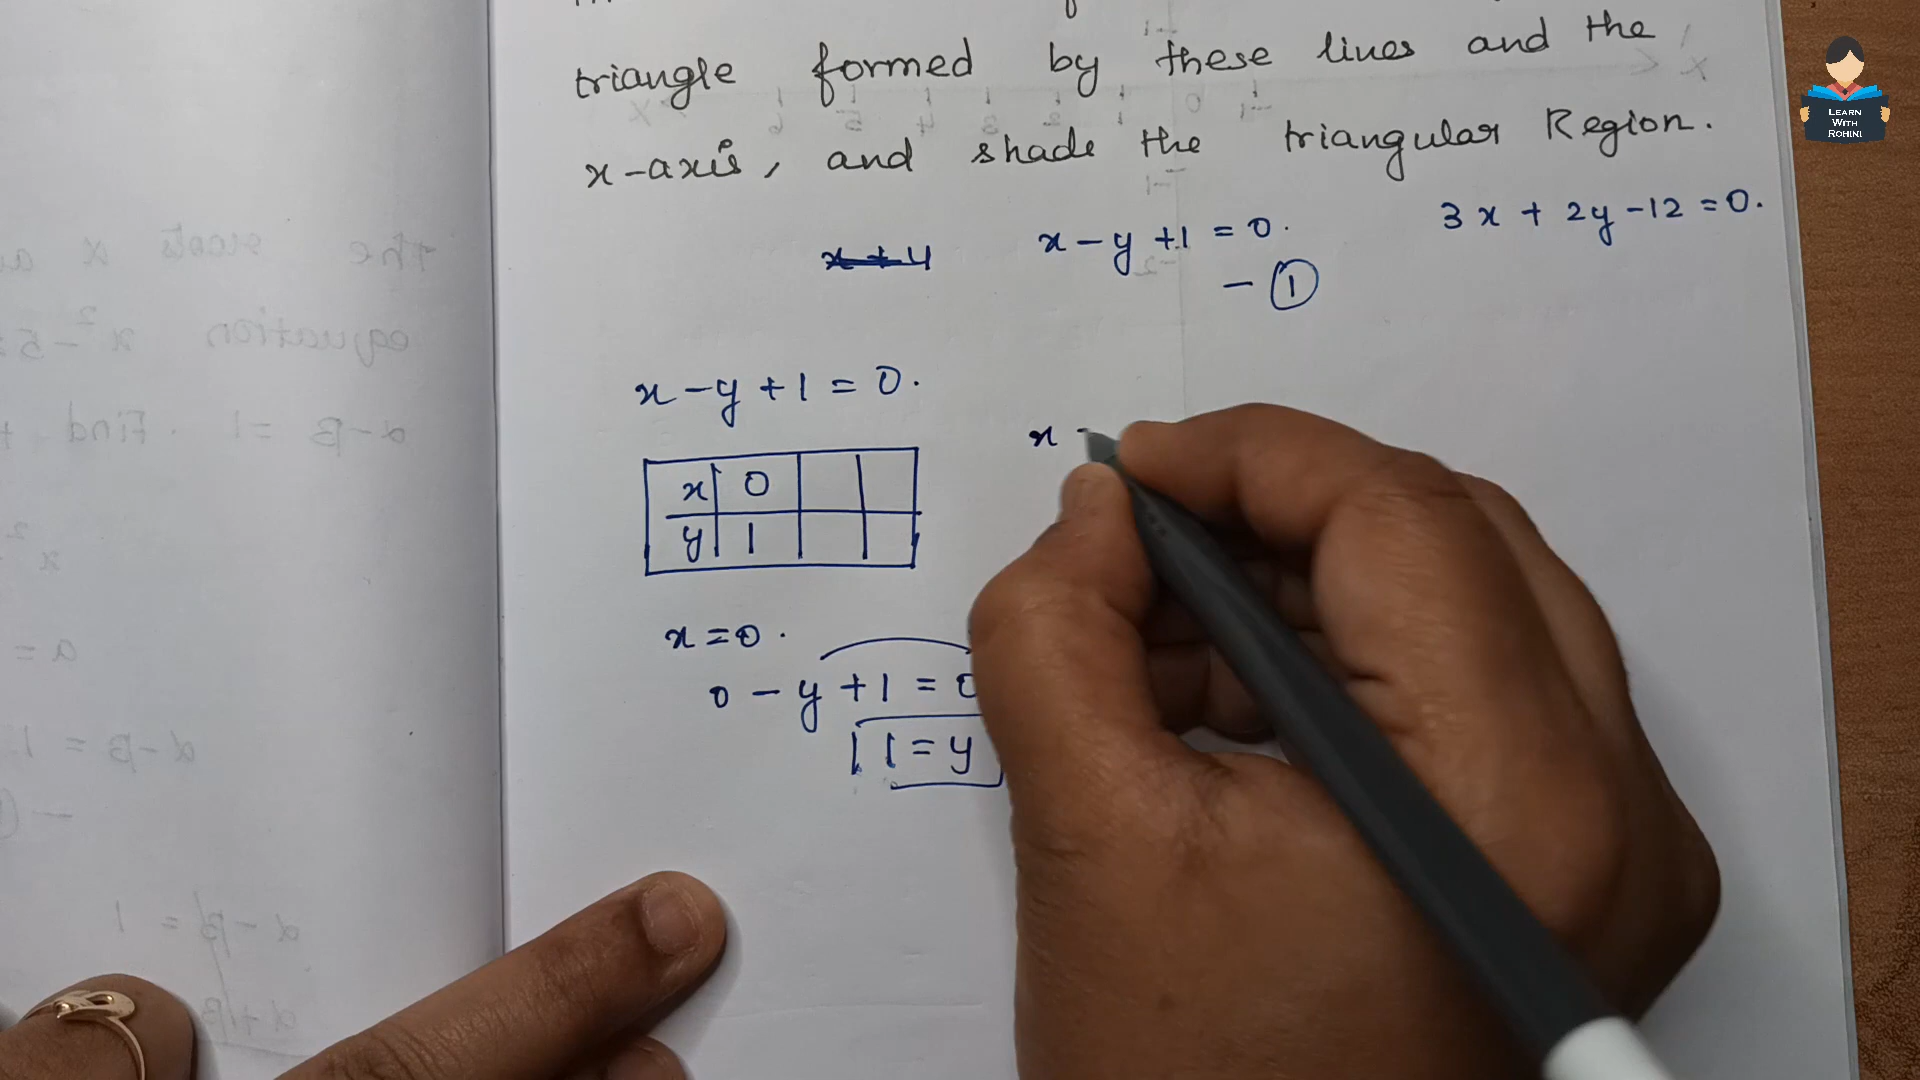 triangle formed by these lines and the
x-axis, and shade the triangular Region.
x - y + 1 = 0.
3x + 2y - 12 = 0.
- ①
x - y + 1 = 0.
x 0
y 1
x
x = 0.
0 - y + 1 = 0
1 = y
LEARN
WITH
ROHINI